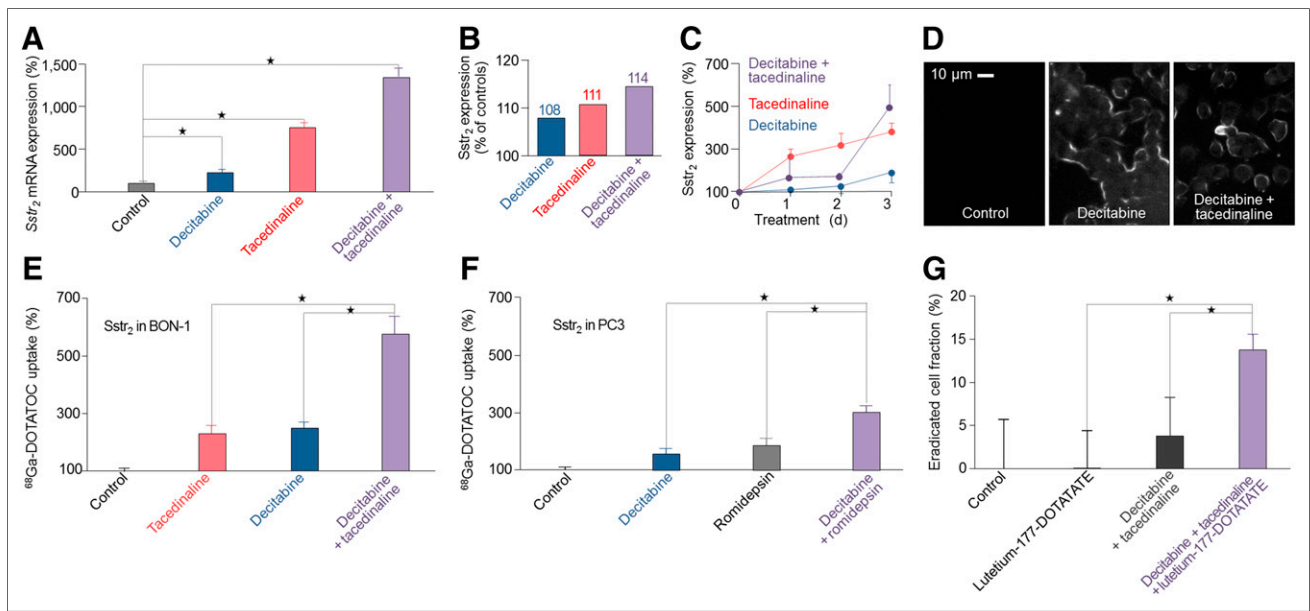 A
Sstr2 mRNA expression (%)
1,500
1,000
500
0
★
★
★
Control
Decitabine
Tacedinaline
Decitabine +
tacedinaline
B
Sstr2 expression
(% of controls)
120
110
100
108
111
114
Decitabine
Tacedinaline
Decitabine +
tacedinaline
C
Sstr2 expression (%)
700
500
300
100
Decitabine +
tacedinaline
Tacedinaline
Decitabine
0 1 2 3
Treatment (d)
D
10 µm
Control
Decitabine
Decitabine +
tacedinaline
E
68Ga-DOTATOC uptake (%)
700
500
300
100
Sstr2 in BON-1
★
★
Control
Tacedinaline
Decitabine
Decitabine
+ tacedinaline
F
68Ga-DOTATOC uptake (%)
700
500
300
100
Sstr2 in PC3
★
★
Control
Decitabine
Romidepsin
Decitabine
+ romidepsin
G
Eradicated cell fraction (%)
20
15
10
5
0
★
★
Control
Lutetium-177-DOTATATE
Decitabine
+ tacedinaline
Decitabine + tacedinaline
+lutetium-177-DOTATATE